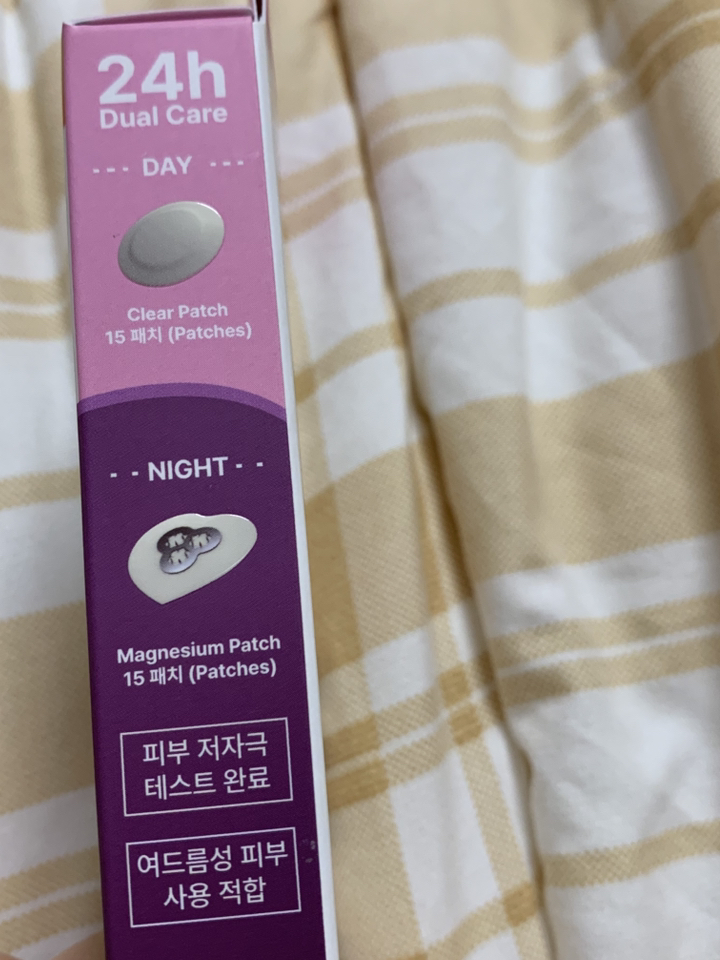 24h
Dual Care
--- DAY ---
Clear Patch
15 패치 (Patches)
-- NIGHT --
Magnesium Patch
15 패치 (Patches)
피부 저자극
테스트 완료
여드름성 피부
사용 적합